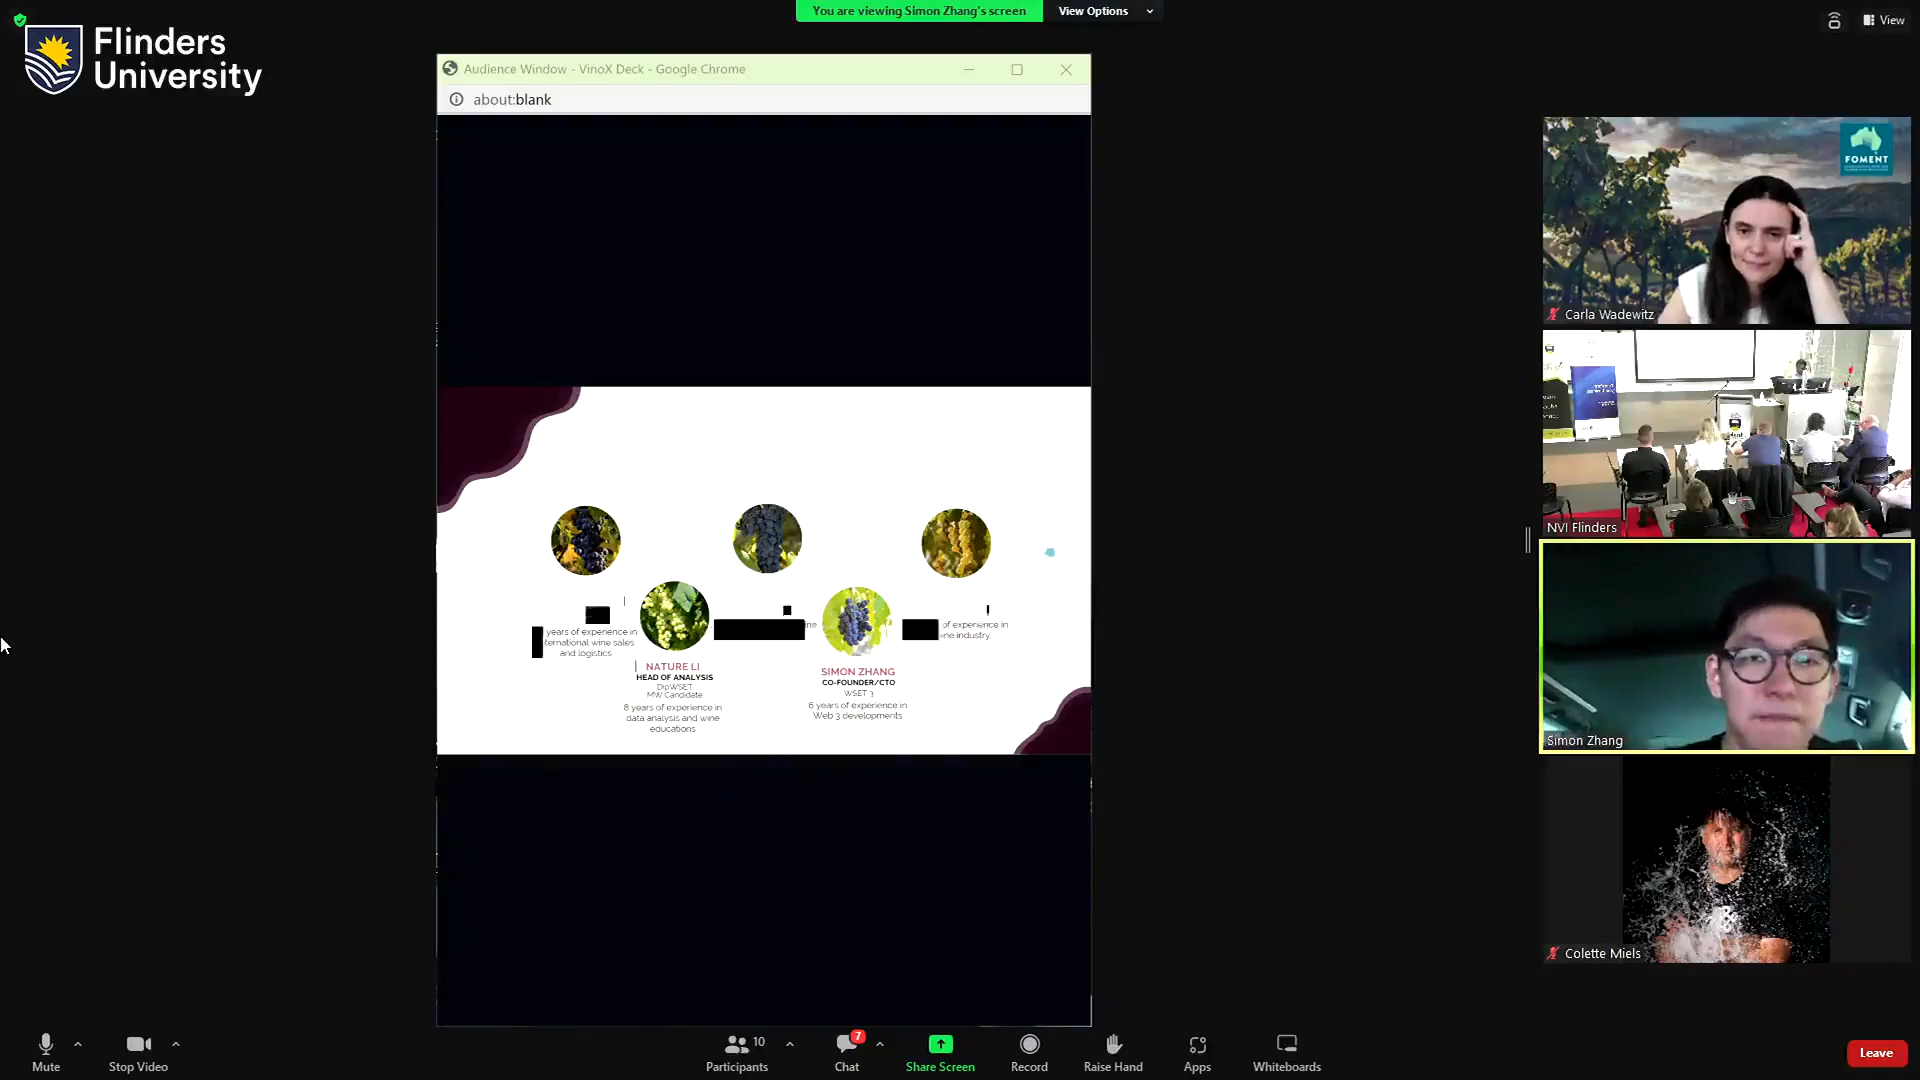 You are viewing Simon Zhang's screen
View Options
View
Flinders
University
Audience Window - VinoX Deck - Google Chrome
about:blank
FOMENT
Carla Wadewitz
NVI Flinders
Simon Zhang
Colette Miels
years of experience in
ternational wine sales
and logistics
of experience in
ine industry
NATURE LI
HEAD OF ANALYSIS
DipWSET
MW Candidate
8 years of experience in
data analysis and wine
educations
SIMON ZHANG
CO-FOUNDER/CTO
WSET 3
6 years of experience in
Web 3 developments
Mute
Stop Video
Participants
10
Chat
7
Share Screen
Record
Raise Hand
Apps
Whiteboards
Leave